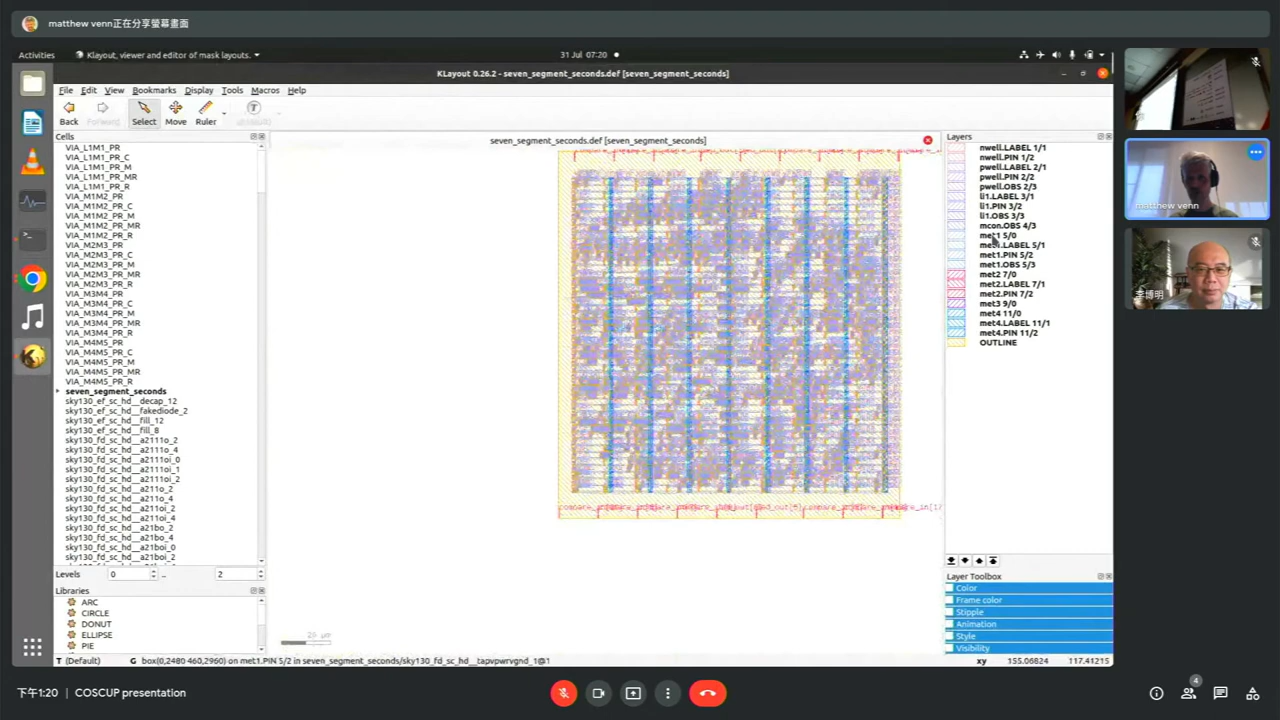 matthew venn正在分享螢幕畫面
Activities
Klayout, viewer and editor of mask layouts.
31 Jul 07:20
KLayout 0.26.2 - seven_segment_seconds.def [seven_segment_seconds]
File Edit View Bookmarks Display Tools Macros Help
Back Forward Select Move Ruler
Cells
VIA_L1M1_PR
VIA_L1M1_PR_C
VIA_L1M1_PR_M
VIA_L1M1_PR_MR
VIA_L1M1_PR_R
VIA_M1M2_PR
VIA_M1M2_PR_C
VIA_M1M2_PR_M
VIA_M1M2_PR_MR
VIA_M1M2_PR_R
VIA_M2M3_PR
VIA_M2M3_PR_C
VIA_M2M3_PR_M
VIA_M2M3_PR_MR
VIA_M2M3_PR_R
VIA_M3M4_PR
VIA_M3M4_PR_C
VIA_M3M4_PR_M
VIA_M3M4_PR_MR
VIA_M3M4_PR_R
VIA_M4M5_PR
VIA_M4M5_PR_C
VIA_M4M5_PR_M
VIA_M4M5_PR_MR
VIA_M4M5_PR_R
seven_segment_seconds
sky130_ef_sc_hd__decap_12
sky130_ef_sc_hd__fakediode_2
sky130_ef_sc_hd__fill_12
sky130_ef_sc_hd__fill_8
sky130_fd_sc_hd__a2111o_2
sky130_fd_sc_hd__a2111o_4
sky130_fd_sc_hd__a2111oi_0
sky130_fd_sc_hd__a2111oi_1
sky130_fd_sc_hd__a2111oi_2
sky130_fd_sc_hd__a211o_2
sky130_fd_sc_hd__a211o_4
sky130_fd_sc_hd__a211oi_2
sky130_fd_sc_hd__a211oi_4
sky130_fd_sc_hd__a21bo_2
sky130_fd_sc_hd__a21bo_4
sky130_fd_sc_hd__a21boi_0
sky130_fd_sc_hd__a21boi_2
Levels 0 .. 2
Libraries
ARC
CIRCLE
DONUT
ELLIPSE
PIE
seven_segment_seconds.def [seven_segment_seconds]
20 µm
Layers
nwell.LABEL 1/1
nwell.PIN 1/2
pwell.LABEL 2/1
pwell.PIN 2/2
pwell.OBS 2/3
li1.LABEL 3/1
li1.PIN 3/2
li1.OBS 3/3
mcon.OBS 4/3
met1 5/0
met1.LABEL 5/1
met1.PIN 5/2
met1.OBS 5/3
met2 7/0
met2.LABEL 7/1
met2.PIN 7/2
met3 9/0
met4 11/0
met4.LABEL 11/1
met4.PIN 11/2
OUTLINE
Layer Toolbox
Color
Frame color
Stipple
Animation
Style
Visibility
T (Default) G box(0,2480 460,2960) on met1.PIN 5/2 in seven_segment_seconds/sky130_fd_sc_hd__tapvpwrvgnd_1@1
xy 155.06824 117.41215
matthew venn
李博明
下午1:20 | COSCUP presentation
4